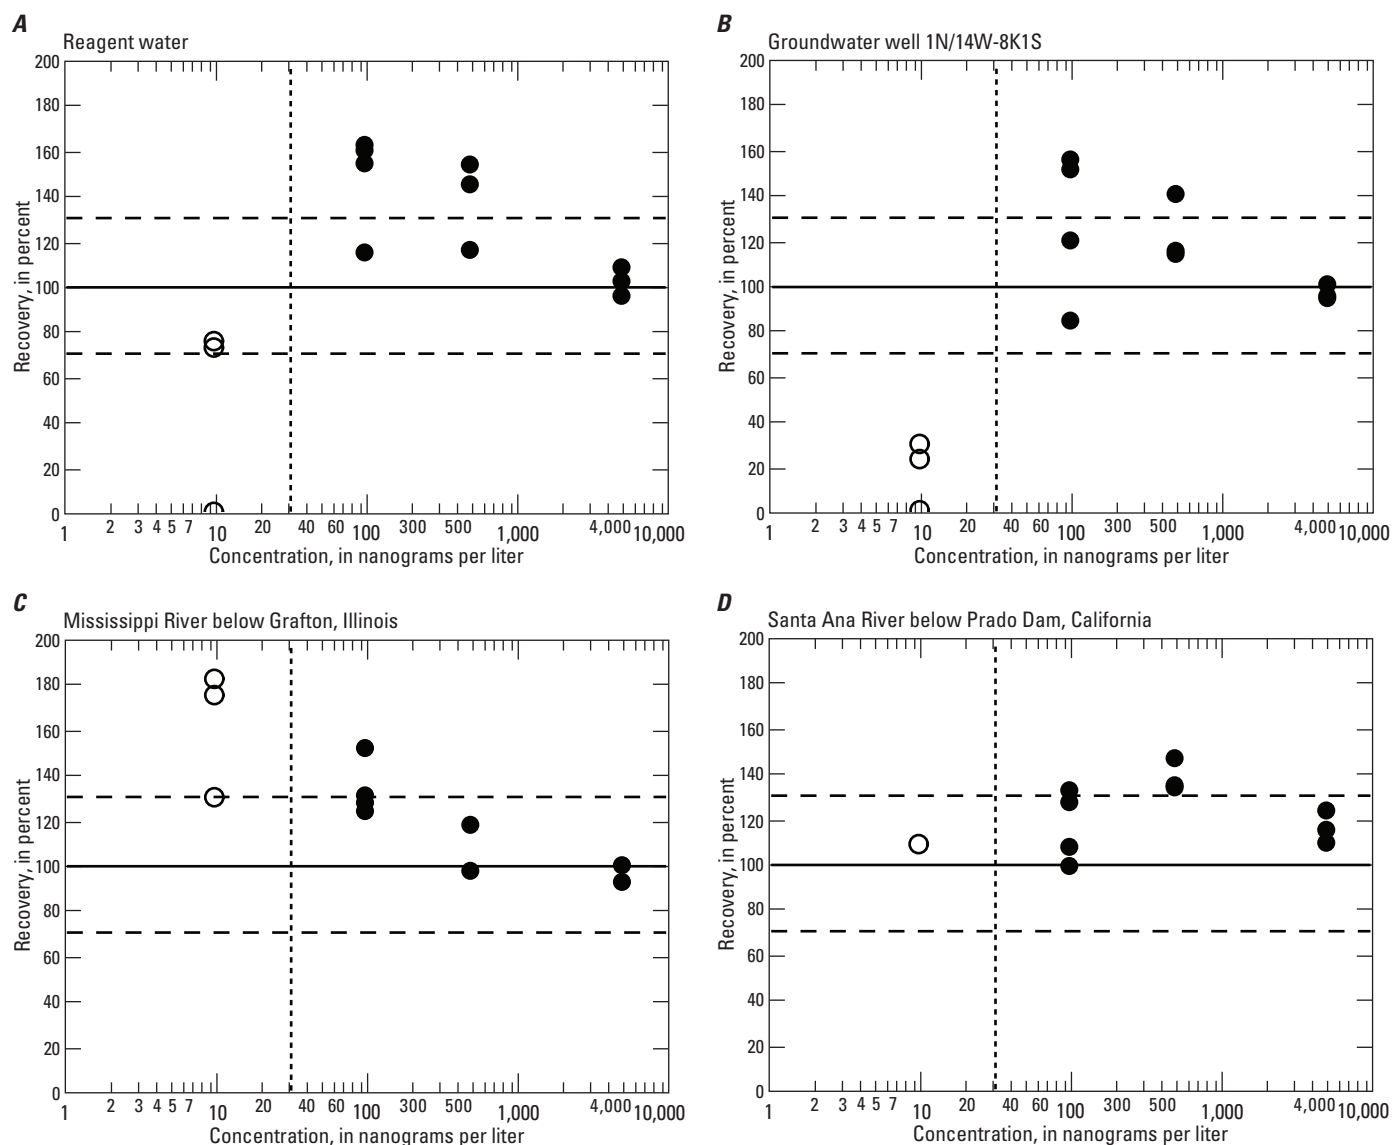 A
Reagent water
200
180
160
140
120
100
80
60
40
20
0
Recovery, in percent
1 2 3 4 5 7 10 20 40 60 100 300 500 1,000 4,000 10,000
Concentration, in nanograms per liter
B
Groundwater well 1N/14W-8K1S
200
180
160
140
120
100
80
60
40
20
0
Recovery, in percent
1 2 3 4 5 7 10 20 40 60 100 300 500 1,000 4,000 10,000
Concentration, in nanograms per liter
C
Mississippi River below Grafton, Illinois
200
180
160
140
120
100
80
60
40
20
0
Recovery, in percent
1 2 3 4 5 7 10 20 40 60 100 300 500 1,000 4,000 10,000
Concentration, in nanograms per liter
D
Santa Ana River below Prado Dam, California
200
180
160
140
120
100
80
60
40
20
0
Recovery, in percent
1 2 3 4 5 7 10 20 40 60 100 300 500 1,000 4,000 10,000
Concentration, in nanograms per liter